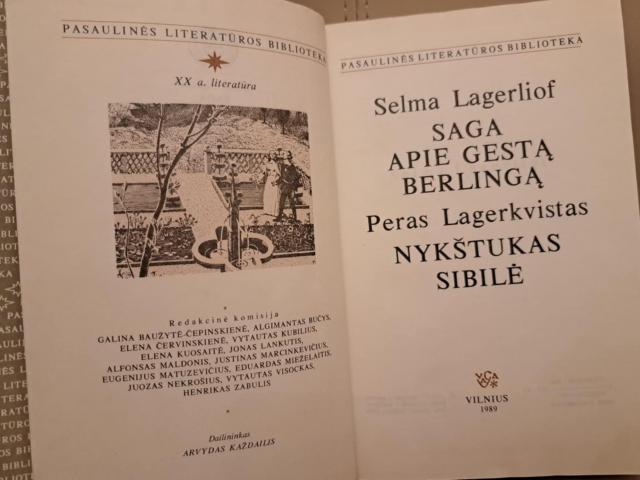 PASAULINĖS LITERATŪROS BIBLIOTEKA
XX a. literatūra
Redakcinė komisija
GALINA BAUŽYTĖ-ČEPINSKIENĖ, ALGIMANTAS BUČYS,
ELENA ČERVINSKIENĖ, VYTAUTAS KUBILIUS,
ELENA KUOSAITĖ, JONAS LANKUTIS,
ALFONSAS MALDONIS, JUSTINAS MARCINKEVIČIUS,
EUGENIJUS MATUZEVIČIUS, EDUARDAS MIEŽELAITIS,
JUOZAS NEKROŠIUS, VYTAUTAS VISOCKAS,
HENRIKAS ZABULIS
Dailininkas
ARVYDAS KAŽDAILIS
PASAULINĖS LITERATŪROS BIBLIOTEKA
Selma Lagerliof
SAGA
APIE GESTĄ
BERLINGĄ
Peras Lagerkvistas
NYKŠTUKAS
SIBILĖ
VILNIUS
1989